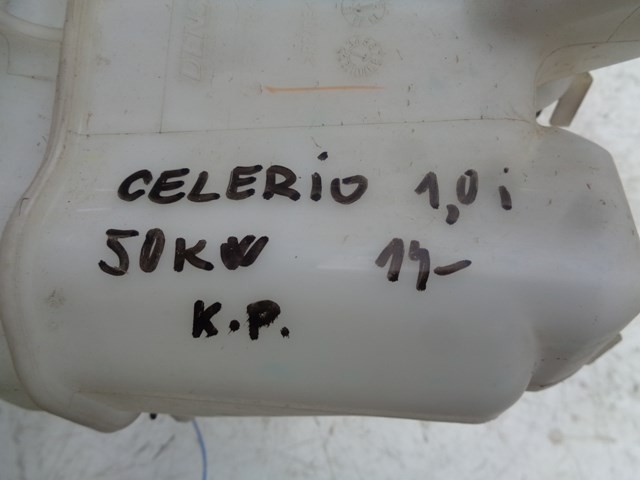 CELERIO 1,0i
50KW 14-
K.P.